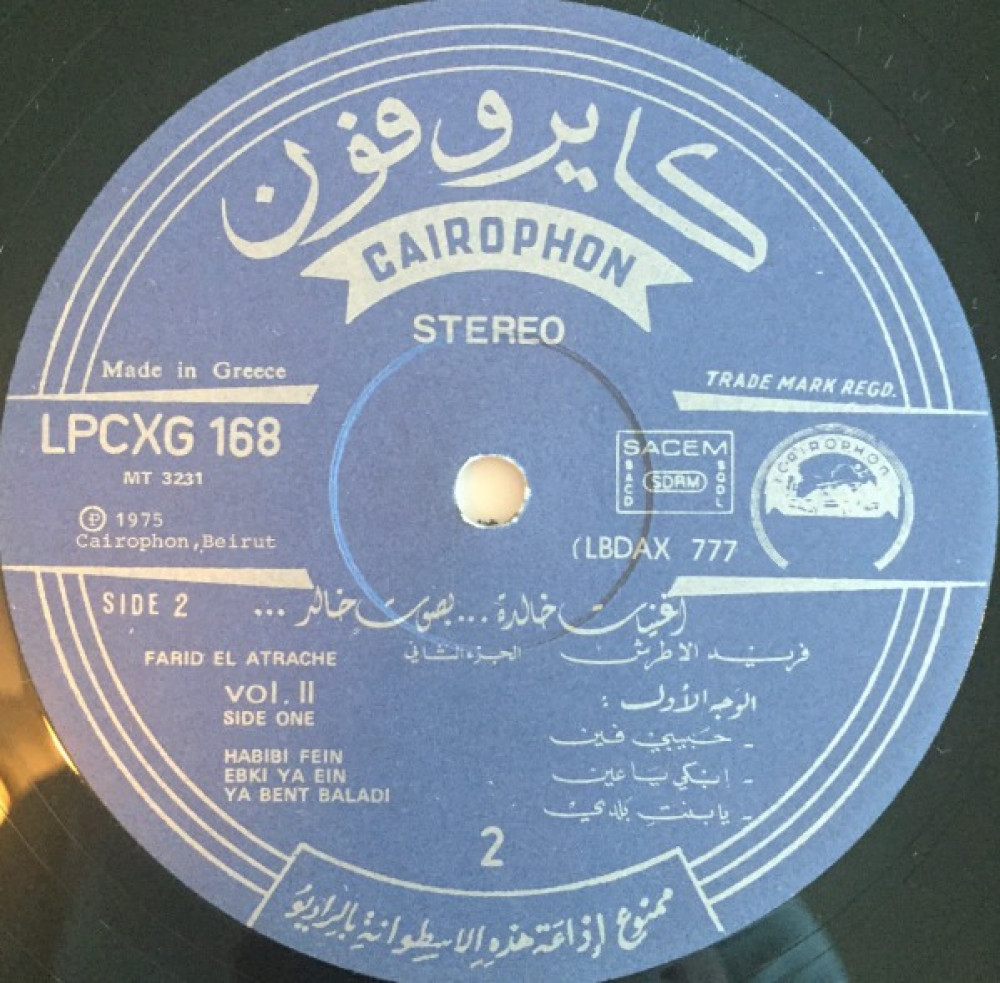 كايروفون
CAIROPHON
STEREO
Made in Greece
TRADE MARK REGD.
LPCXG 168
MT 3231
Ⓟ 1975
Cairophon, Beirut
SACEM
SACD
SDRM
SGDL
CAIROPHON
(LBDAX 777
SIDE 2
أغنيات خالدة ... بصوت خالد ...
FARID EL ATRACHE
فريد الاطرش الجزء الثاني
VOL. II
SIDE ONE
الوجه الأول :
HABIBI FEIN
EBKI YA EIN
YA BENT BALADI
- حبيبي فين
- ابكي يا عين
- يا بنت بلدي
2
ممنوع إذاعة هذه الاسطوانة بالراديو